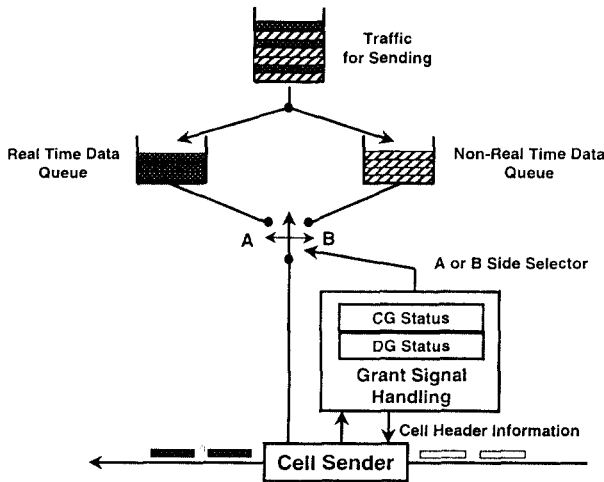 Traffic
for Sending
Real Time Data
Queue
Non-Real Time Data
Queue
A
B
A or B Side Selector
CG Status
DG Status
Grant Signal
Handling
Cell Header Information
Cell Sender